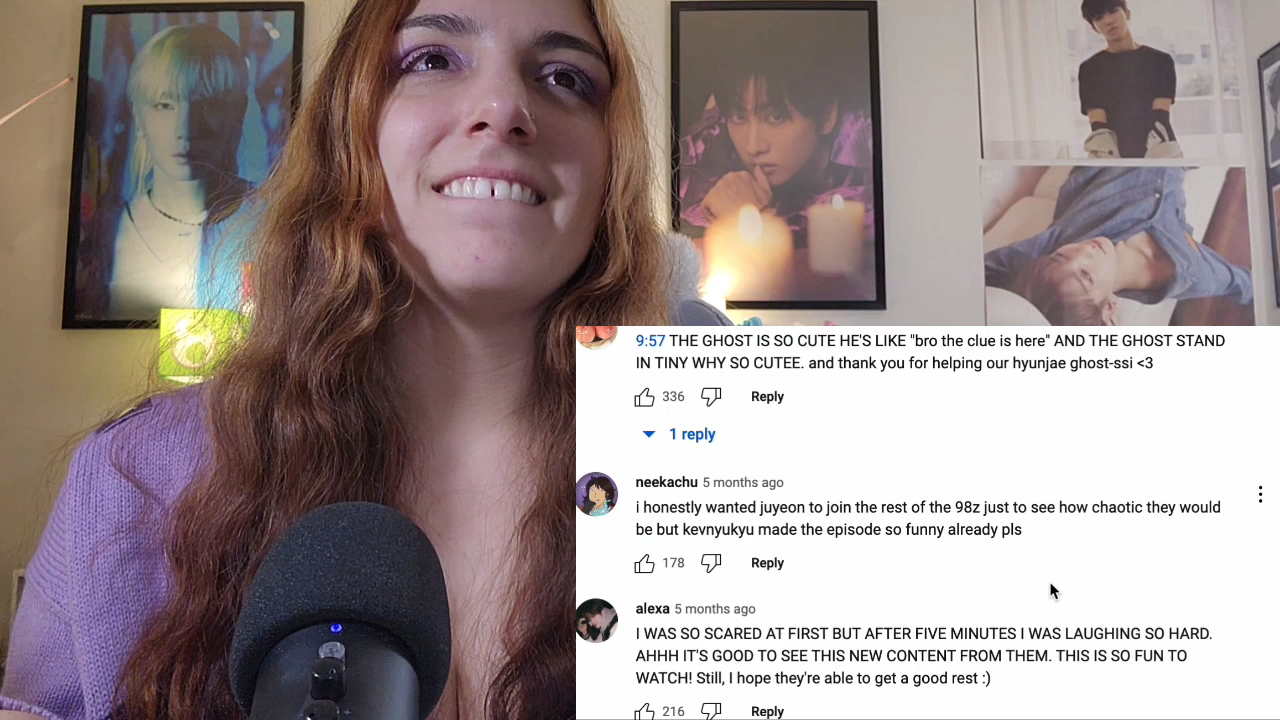 9:57 THE GHOST IS SO CUTE HE'S LIKE "bro the clue is here" AND THE GHOST STAND
IN TINY WHY SO CUTEE. and thank you for helping our hyunjae ghost-ssi <3
336 Reply
1 reply
neekachu 5 months ago
i honestly wanted juyeon to join the rest of the 98z just to see how chaotic they would
be but kevnyukyu made the episode so funny already pls
178 Reply
alexa 5 months ago
I WAS SO SCARED AT FIRST BUT AFTER FIVE MINUTES I WAS LAUGHING SO HARD.
AHHH IT'S GOOD TO SEE THIS NEW CONTENT FROM THEM. THIS IS SO FUN TO
WATCH! Still, I hope they're able to get a good rest :)
216 Reply